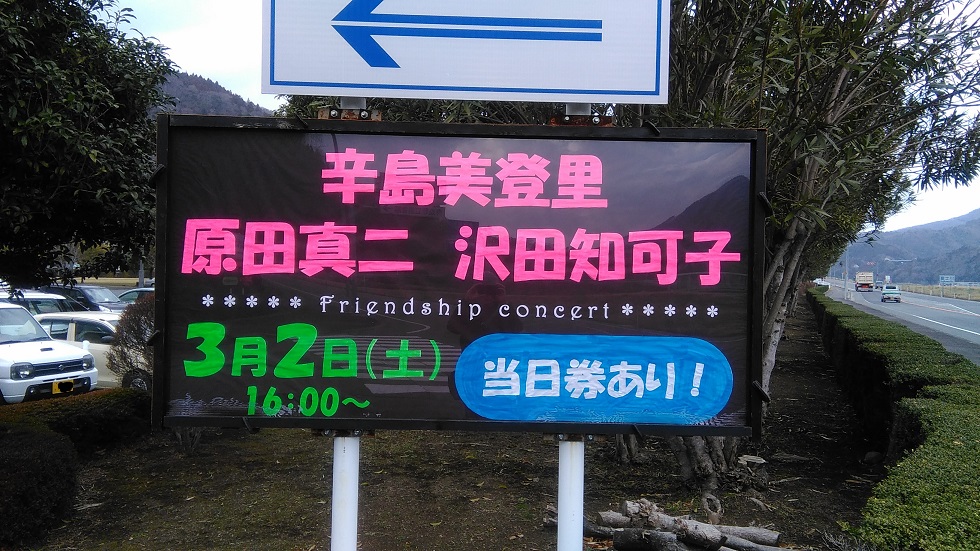 辛島美登里
原田真二 沢田知可子
***** Friendship concert *****
3月2日(土)
16:00～
当日券あり!